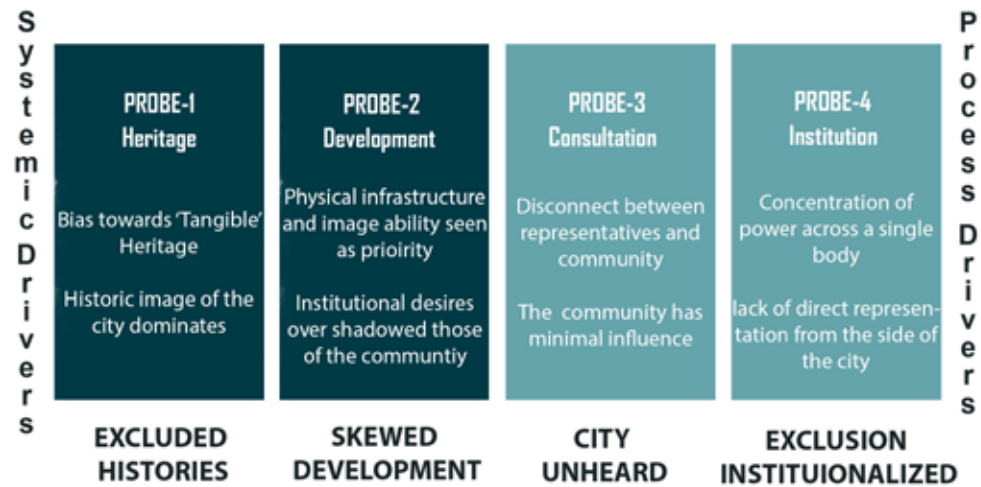 Systemic Drivers
PROBE-1
Heritage
Bias towards ‘Tangible’
Heritage
Historic image of the
city dominates
EXCLUDED
HISTORIES
PROBE-2
Development
Physical infrastructure
and image ability seen
as prioirity
Institutional desires
over shadowed those
of the communtiy
SKEWED
DEVELOPMENT
PROBE-3
Consultation
Disconnect between
representatives and
community
The community has
minimal influence
CITY
UNHEARD
PROBE-4
Institution
Concentration of
power across a single
body
lack of direct represen-
tation from the side of
the city
EXCLUSION
INSTITUIONALIZED
Process Drivers